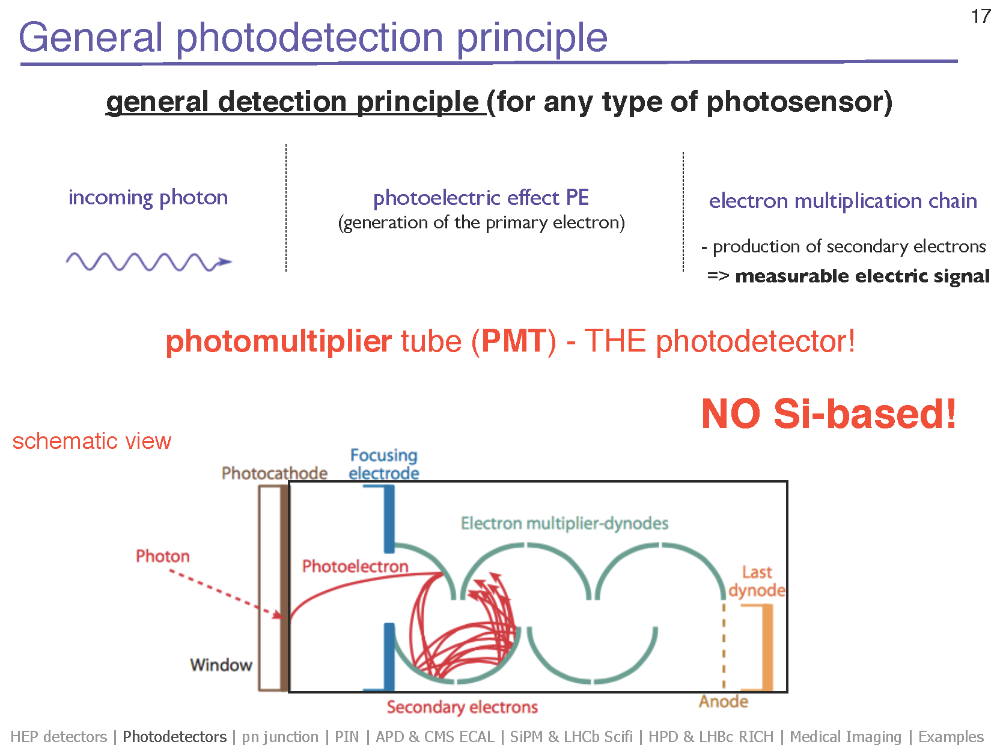 17
General photodetection principle
general detection principle (for any type of photosensor)
incoming photon
photoelectric effect PE
(generation of the primary electron)
electron multiplication chain
- production of secondary electrons
=> measurable electric signal
photomultiplier tube (PMT) - THE photodetector!
NO Si-based!
schematic view
Focusing
electrode
Photocathode
Electron multiplier-dynodes
Photon
Photoelectron
Last
dynode
Window
Secondary electrons
Anode
HEP detectors | Photodetectors | pn junction | PIN | APD & CMS ECAL | SiPM & LHCb Scifi | HPD & LHBc RICH | Medical Imaging | Examples